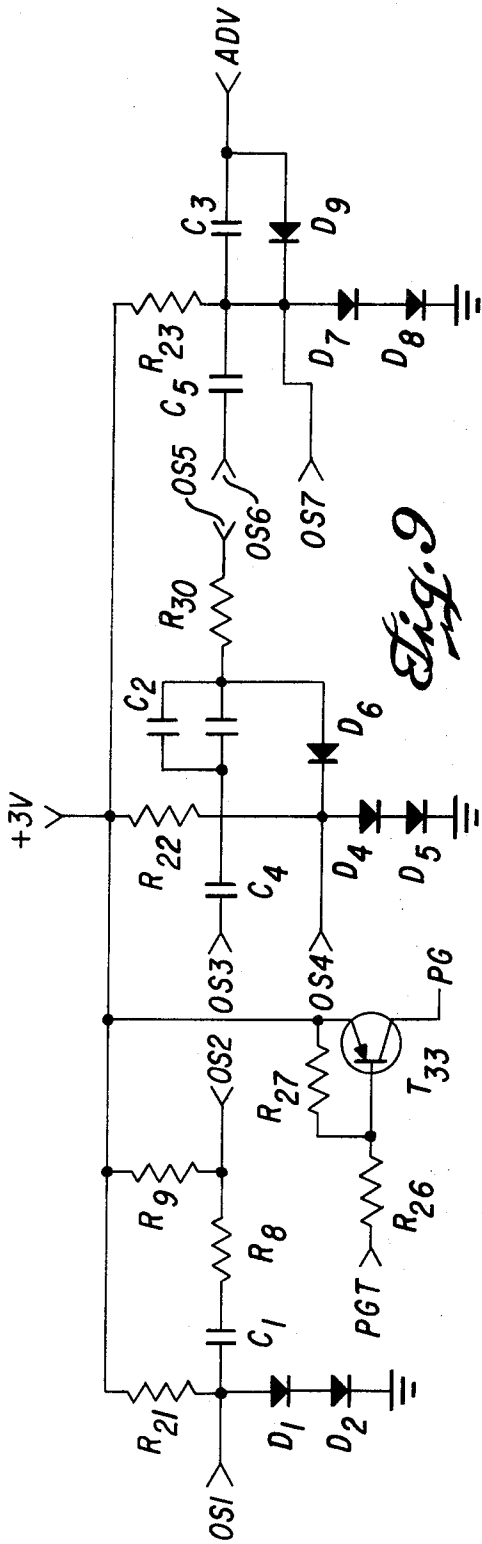 +3V
R21
R9
R22
R23
C2
C3
ADV
OS1
C1
R8
OS2
OS3
C4
R30
OS5
OS6
C5
D9
D1
D2
R27
OS4
D6
D4
D5
OS7
D7
D8
PGT
R26
T33
PG
Fig. 9